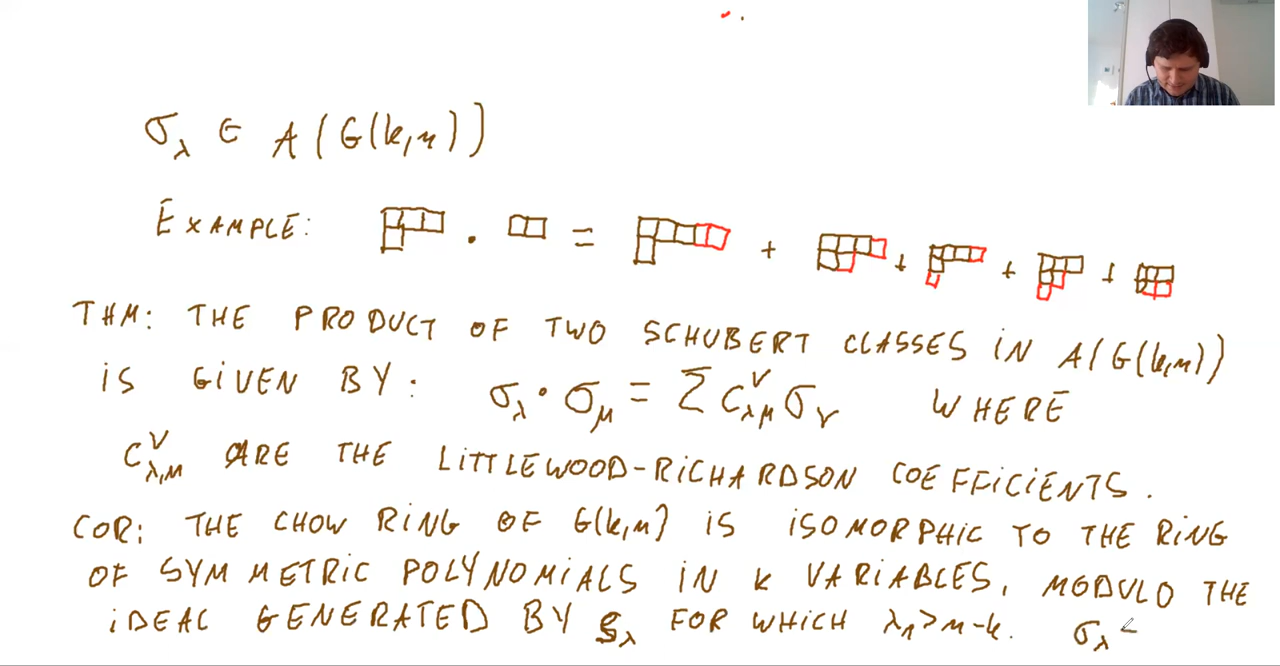 σ_λ ∈ A(G(k,n))
EXAMPLE: · = + + + +
THM: THE PRODUCT OF TWO SCHUBERT CLASSES IN A(G(k,n))
IS GIVEN BY: σ_λ · σ_μ = Σ c^ν_{λμ} σ_ν WHERE
c^ν_{λ,μ} ARE THE LITTLEWOOD-RICHARDSON COEFFICIENTS.
COR: THE CHOW RING OF G(k,n) IS ISOMORPHIC TO THE RING
OF SYMMETRIC POLYNOMIALS IN k VARIABLES, MODULO THE
IDEAL GENERATED BY S_λ FOR WHICH λ_1 > n-k. σ_λ